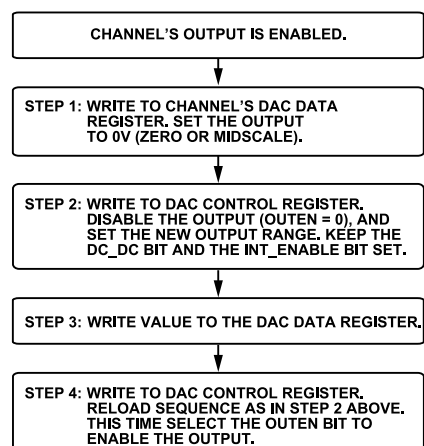 CHANNEL'S OUTPUT IS ENABLED.
STEP 1: WRITE TO CHANNEL'S DAC DATA
REGISTER. SET THE OUTPUT
TO 0V (ZERO OR MIDSCALE).
STEP 2: WRITE TO DAC CONTROL REGISTER.
DISABLE THE OUTPUT (OUTEN = 0), AND
SET THE NEW OUTPUT RANGE. KEEP THE
DC_DC BIT AND THE INT_ENABLE BIT SET.
STEP 3: WRITE VALUE TO THE DAC DATA REGISTER.
STEP 4: WRITE TO DAC CONTROL REGISTER.
RELOAD SEQUENCE AS IN STEP 2 ABOVE.
THIS TIME SELECT THE OUTEN BIT TO
ENABLE THE OUTPUT.